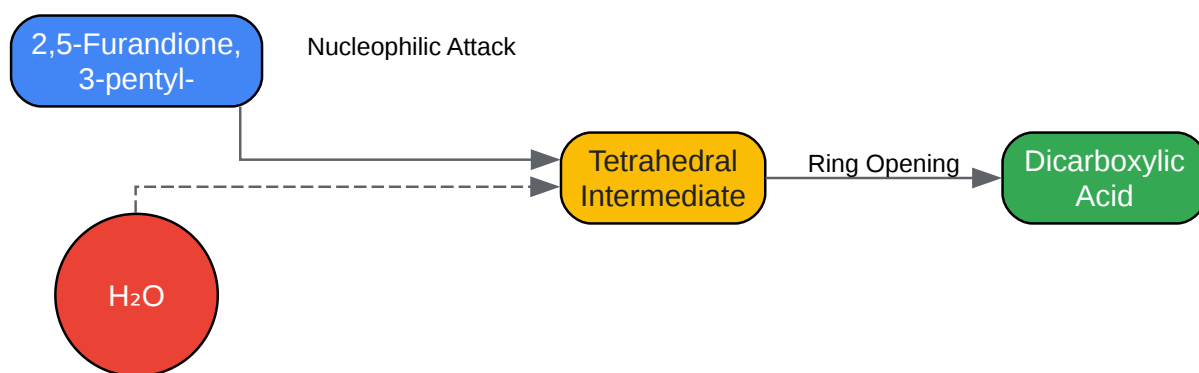 2,5-Furandione,
3-pentyl-
Nucleophilic Attack
Tetrahedral
Intermediate
Ring Opening
Dicarboxylic
Acid
H₂O